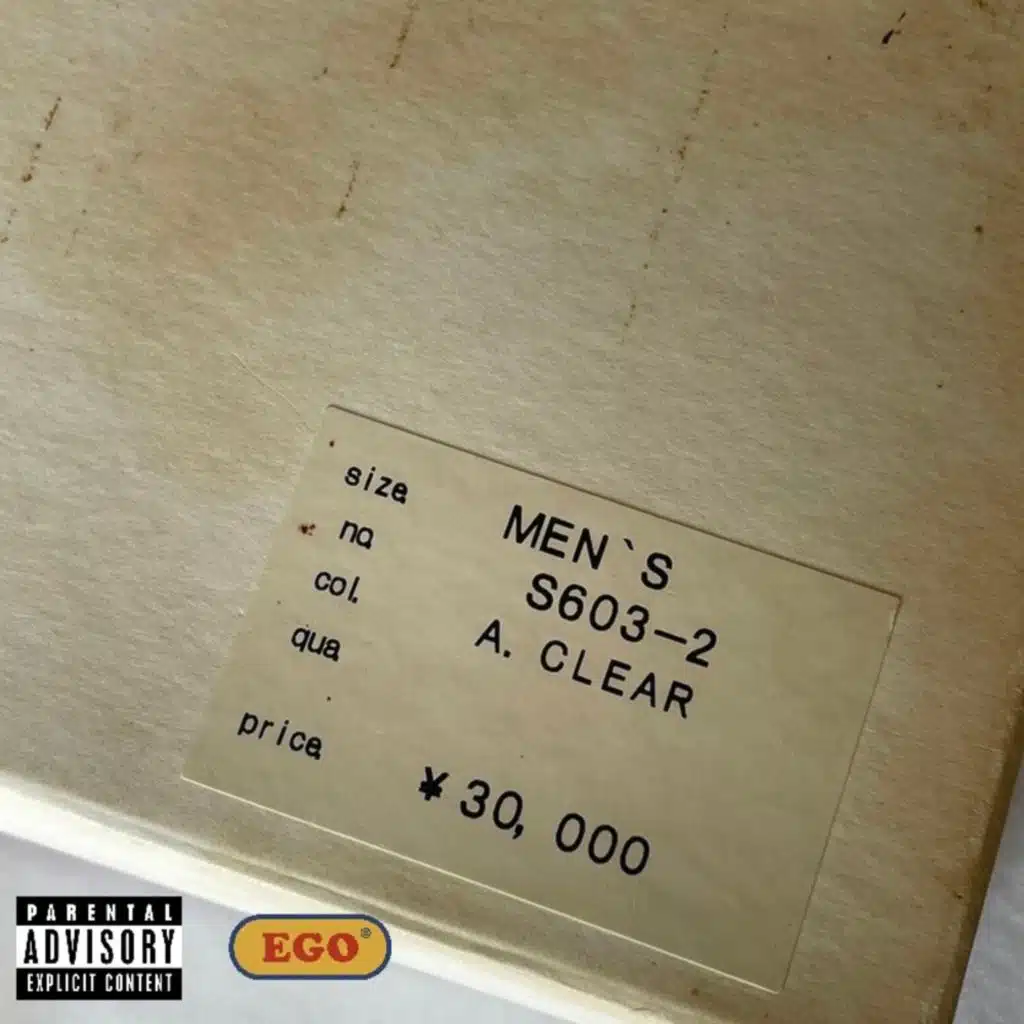 size MEN`S
no S603-2
col. A. CLEAR
qua
price ¥30,000
PARENTAL
ADVISORY
EXPLICIT CONTENT
EGO®